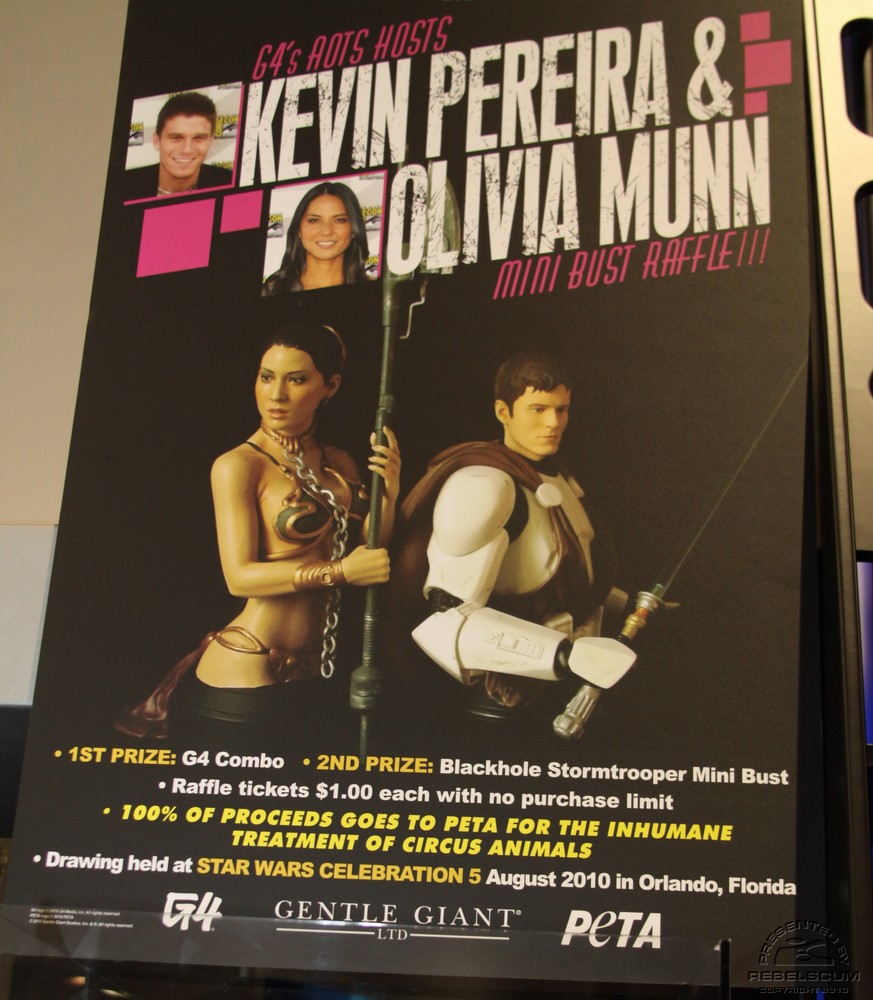 G4's AOTS HOSTS
KEVIN PEREIRA &
OLIVIA MUNN
MINI BUST RAFFLE!!!
• 1ST PRIZE: G4 Combo • 2ND PRIZE: Blackhole Stormtrooper Mini Bust
• Raffle tickets $1.00 each with no purchase limit
• 100% OF PROCEEDS GOES TO PETA FOR THE INHUMANE
TREATMENT OF CIRCUS ANIMALS
• Drawing held at STAR WARS CELEBRATION 5 August 2010 in Orlando, Florida
G4
GENTLE GIANT®
LTD
PeTA
PRESENTED BY
REBELSCUM
COPYRIGHT 2010